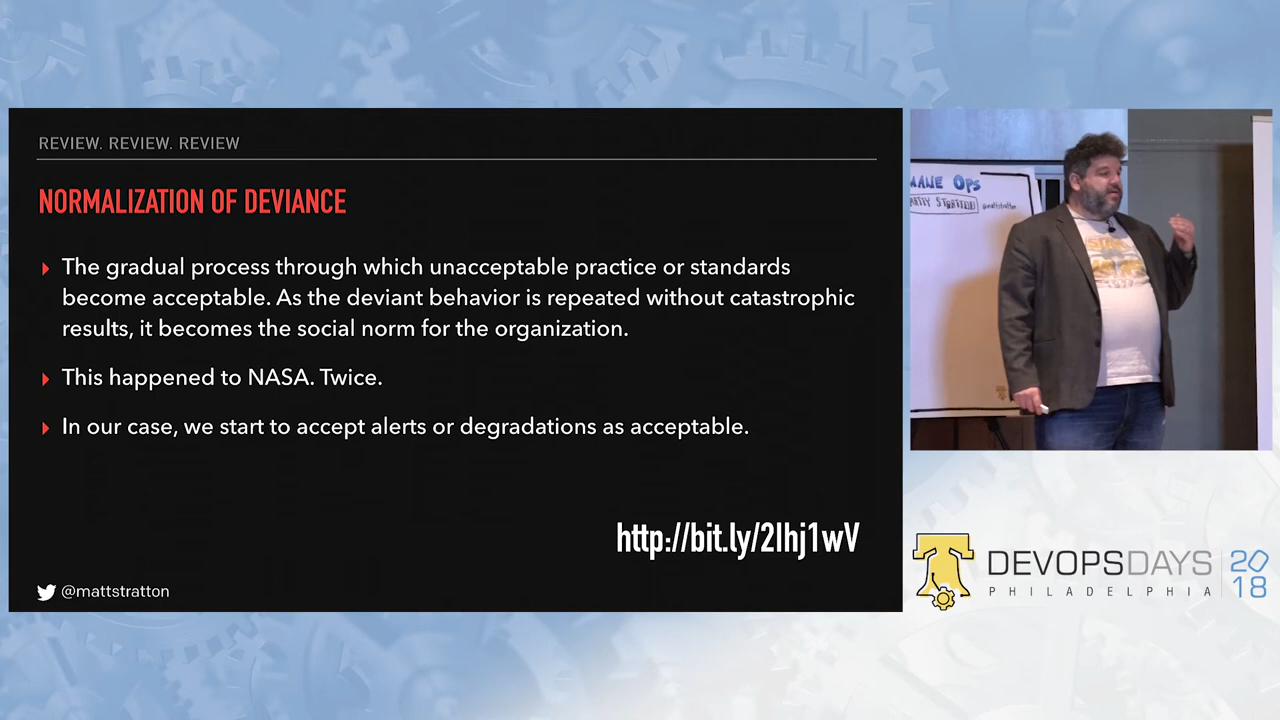 REVIEW. REVIEW. REVIEW
NORMALIZATION OF DEVIANCE
The gradual process through which unacceptable practice or standards
become acceptable. As the deviant behavior is repeated without catastrophic
results, it becomes the social norm for the organization.
This happened to NASA. Twice.
In our case, we start to accept alerts or degradations as acceptable.
http://bit.ly/2lhj1wV
@mattstratton
Ops
@mattstratton
DEVOPSDAYS
PHILADELPHIA
20
18